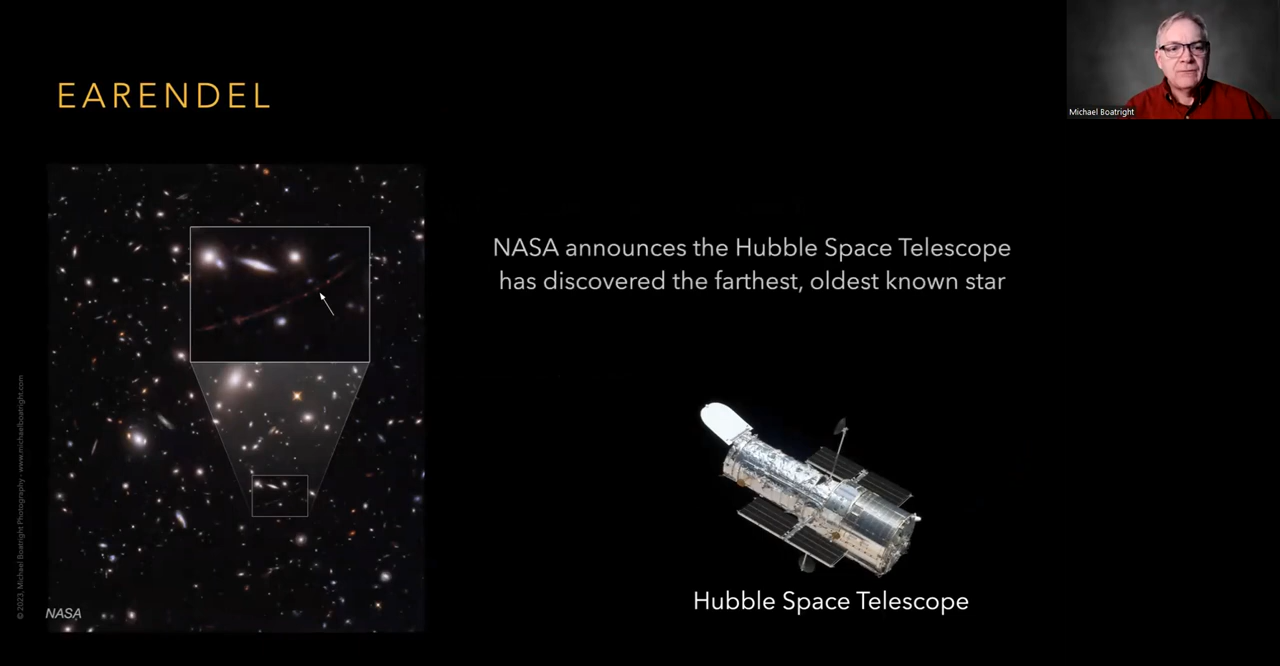 EARENDEL
Michael Boatright
NASA announces the Hubble Space Telescope
has discovered the farthest, oldest known star
Hubble Space Telescope
NASA
© 2023, Michael Boatright Photography - www.michaelboatright.com